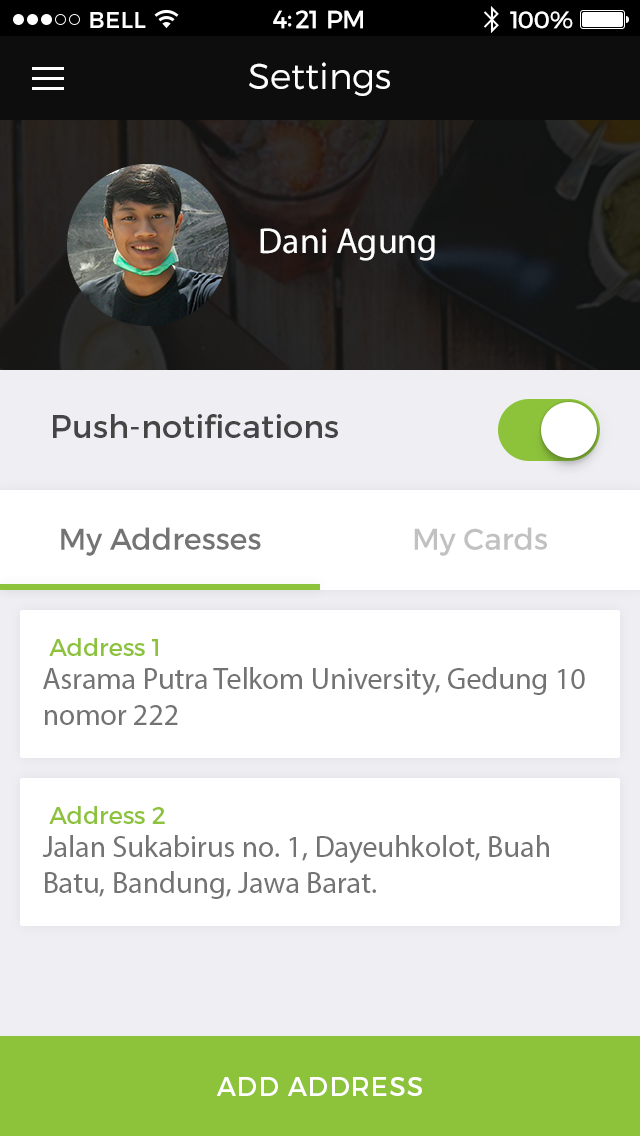 BELL 4:21 PM 100%
Settings
Dani Agung
Push-notifications
My Addresses My Cards
Address 1
Asrama Putra Telkom University, Gedung 10
nomor 222
Address 2
Jalan Sukabirus no. 1, Dayeuhkolot, Buah
Batu, Bandung, Jawa Barat.
ADD ADDRESS